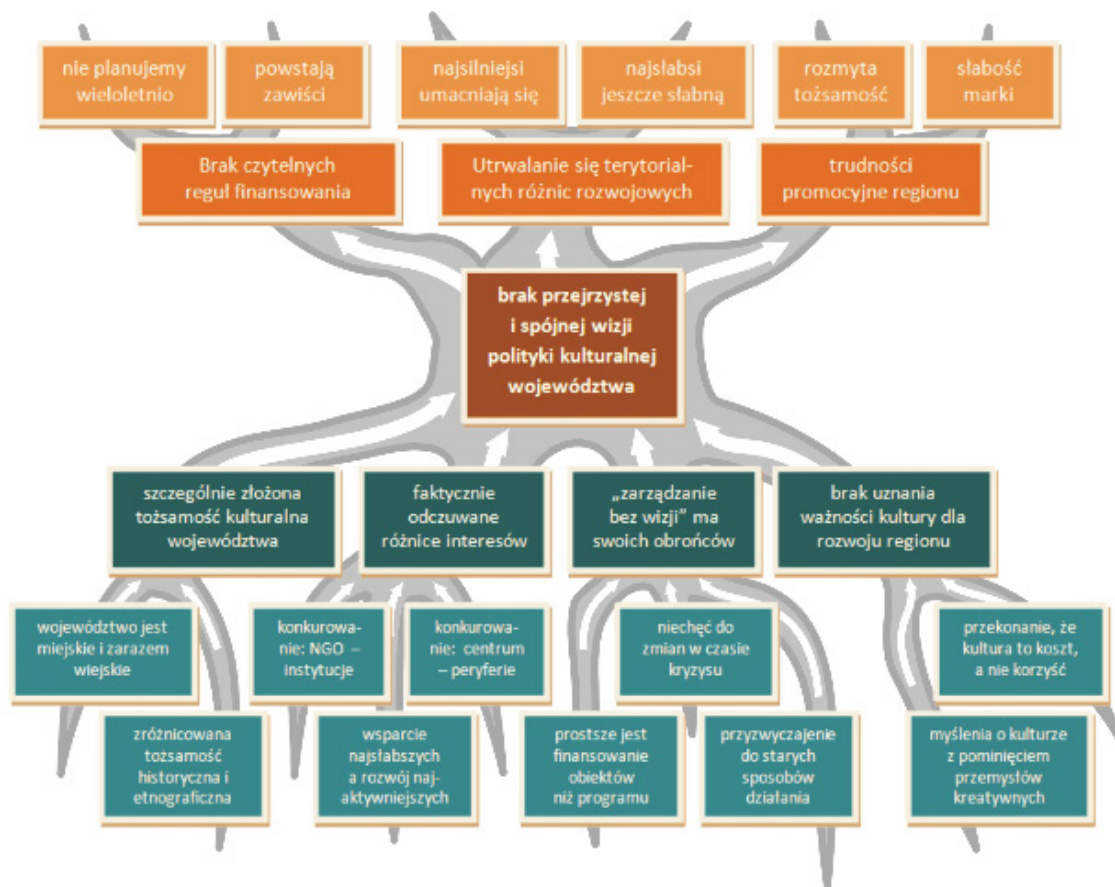 nie planujemy
wieloletnio
powstają
zawiści
najsilniejsi
umacniają się
najsłabsi
jeszcze słabną
rozmyta
tożsamość
słabość
marki
Brak czytelnych
reguł finansowania
Utrwalanie się terytorial-
nych różnic rozwojowych
trudności
promocyjne regionu
brak przejrzystej
i spójnej wizji
polityki kulturalnej
województwa
szczególnie złożona
tożsamość kulturalna
województwa
faktycznie
odczuwane
różnice interesów
„zarządzanie
bez wizji” ma
swoich obrońców
brak uznania
ważności kultury dla
rozwoju regionu
województwo jest
miejskie i zarazem
wiejskie
konkurowa-
nie: NGO –
instytucje
konkurowa-
nie: centrum
– peryferie
niechęć do
zmian w czasie
kryzysu
przekonanie, że
kultura to koszt,
a nie korzyść
zróżnicowana
tożsamość
historyczna i
etnograficzna
wsparcie
najsłabszych
a rozwój naj-
aktywniejszych
prostsze jest
finansowanie
obiektów
niż programu
przyzwyczajenie
do starych
sposobów
działania
myślenia o kulturze
z pominięciem
przemysłów
kreatywnych